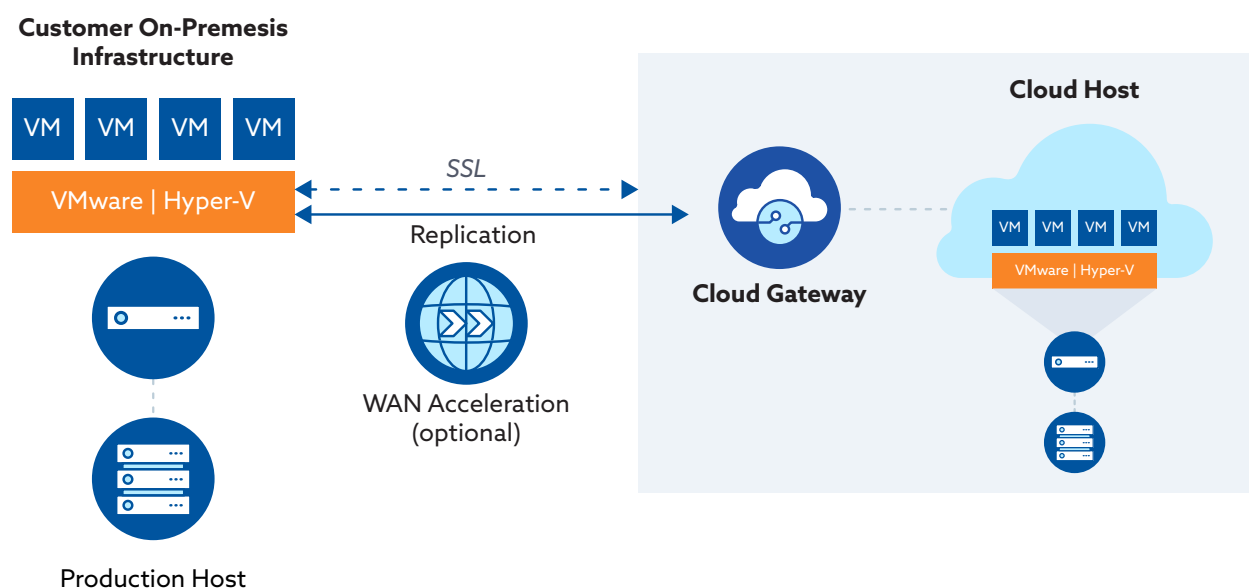 Customer On-Premesis
Infrastructure
VM VM VM VM
VMware | Hyper-V
Production Host
SSL
Replication
WAN Acceleration
(optional)
Cloud Gateway
Cloud Host
VM VM VM VM
VMware | Hyper-V